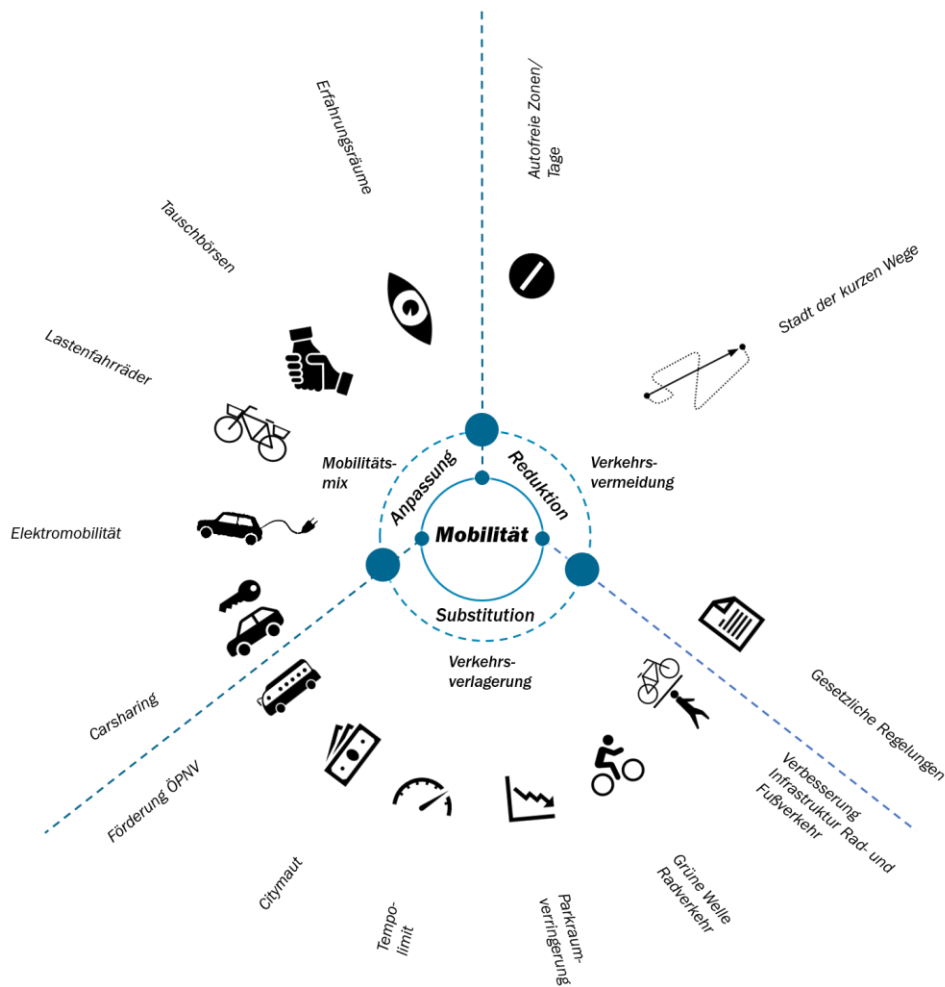 Autofreie Zonen/
Tage
Erfahrungsräume
Tauschbörsen
Stadt der kurzen Wege
Lastenfahrräder
Mobilitäts-
mix
Anpassung
Reduktion
Verkehrs-
vermeidung
Elektromobilität
Mobilität
Substitution
Verkehrs-
verlagerung
Carsharing
Gesetzliche Regelungen
Förderung ÖPNV
Verbesserung
Infrastruktur Rad- und
Fußverkehr
Citymaut
Tempo-
limit
Parkraum-
verringerung
Grüne Welle
Radverkehr